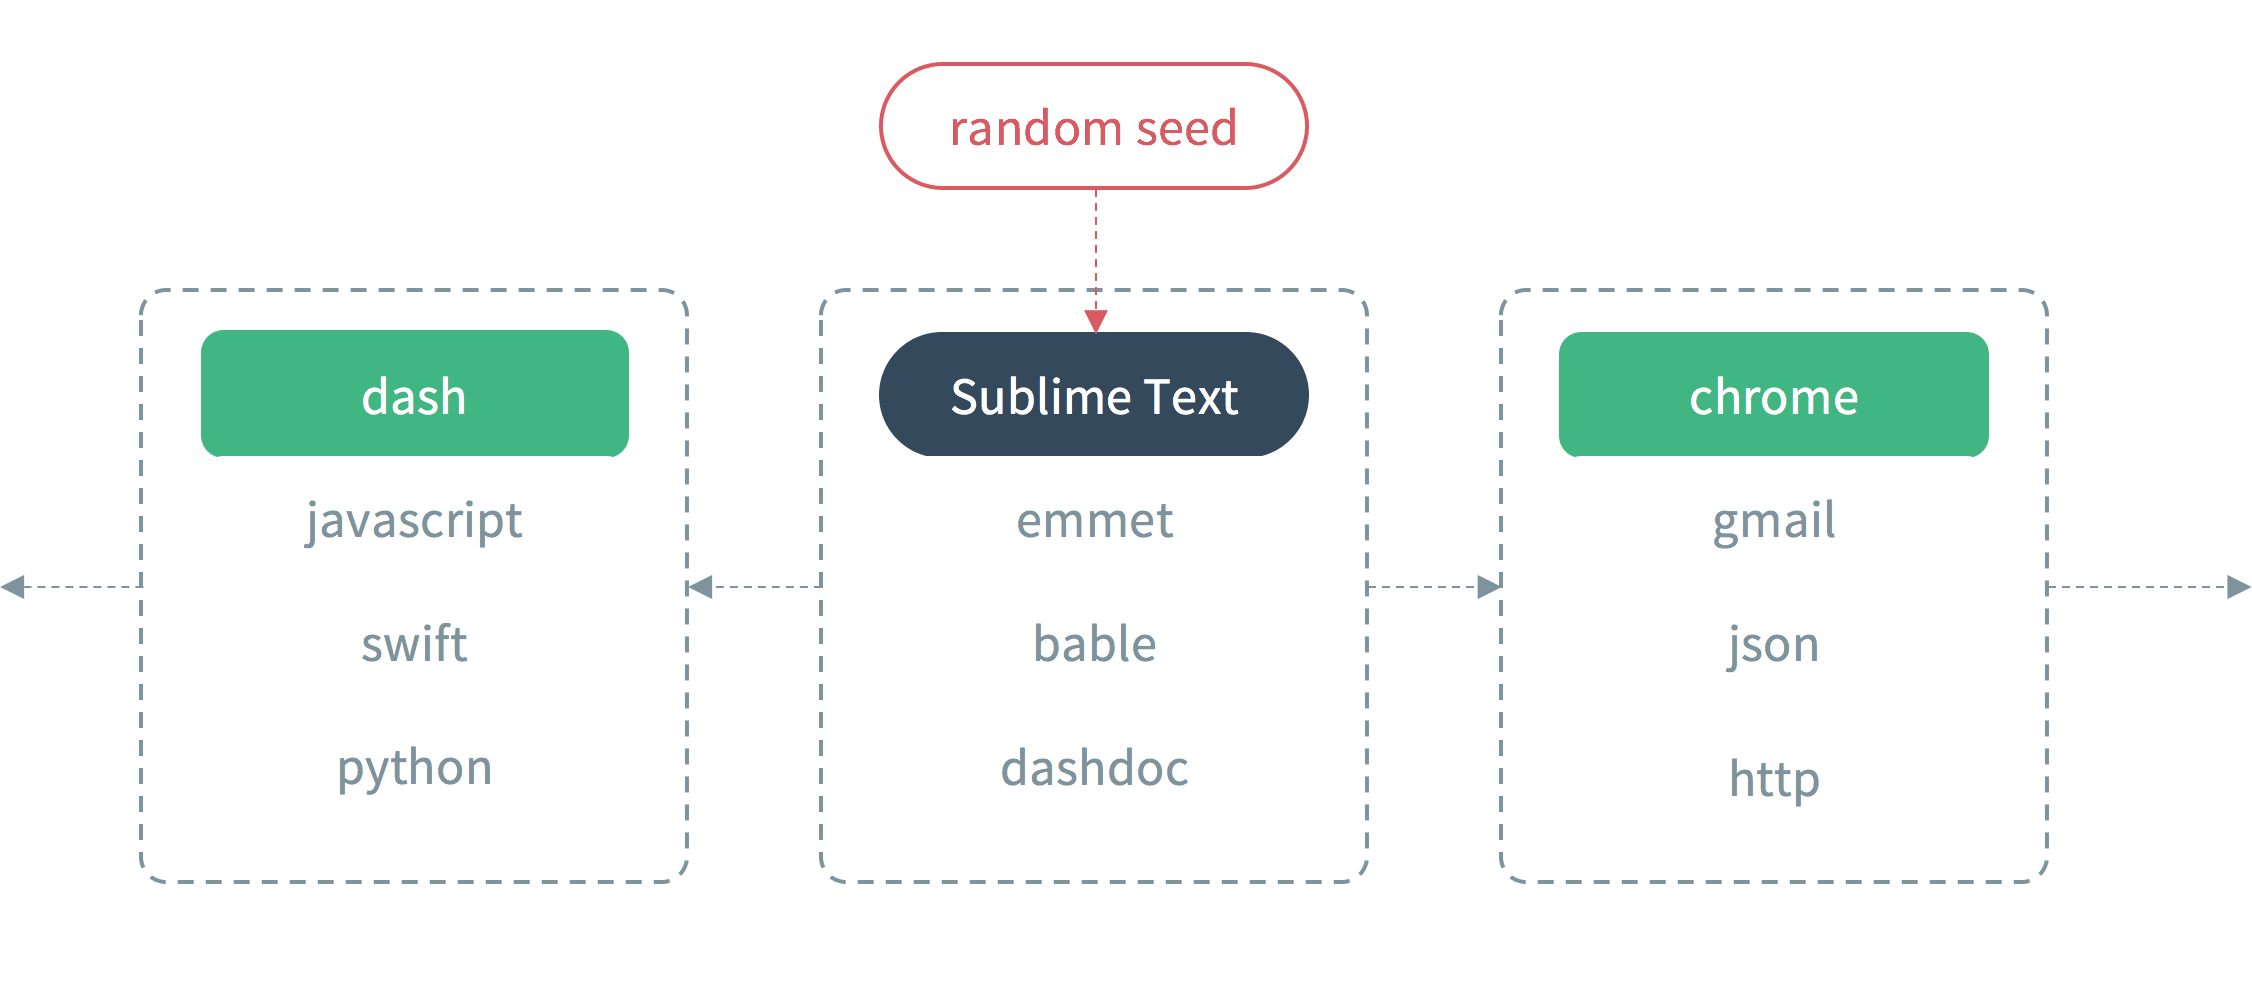 random seed
dash
javascript
swift
python
Sublime Text
emmet
bable
dashdoc
chrome
gmail
json
http